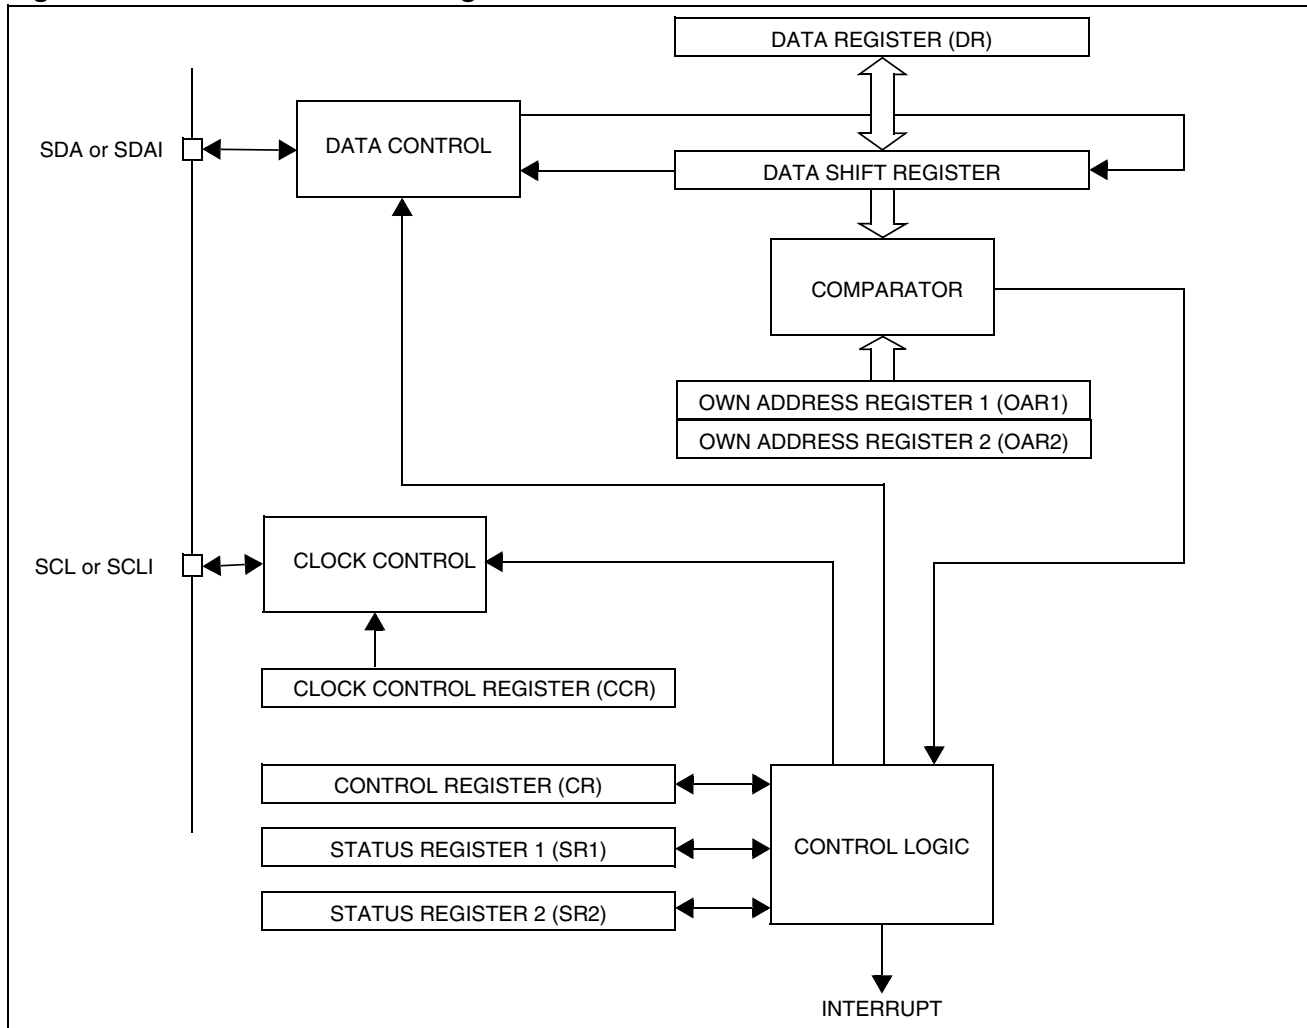 DATA REGISTER (DR)
SDA or SDAI
DATA CONTROL
DATA SHIFT REGISTER
COMPARATOR
OWN ADDRESS REGISTER 1 (OAR1)
OWN ADDRESS REGISTER 2 (OAR2)
SCL or SCLI
CLOCK CONTROL
CLOCK CONTROL REGISTER (CCR)
CONTROL REGISTER (CR)
STATUS REGISTER 1 (SR1)
CONTROL LOGIC
STATUS REGISTER 2 (SR2)
INTERRUPT